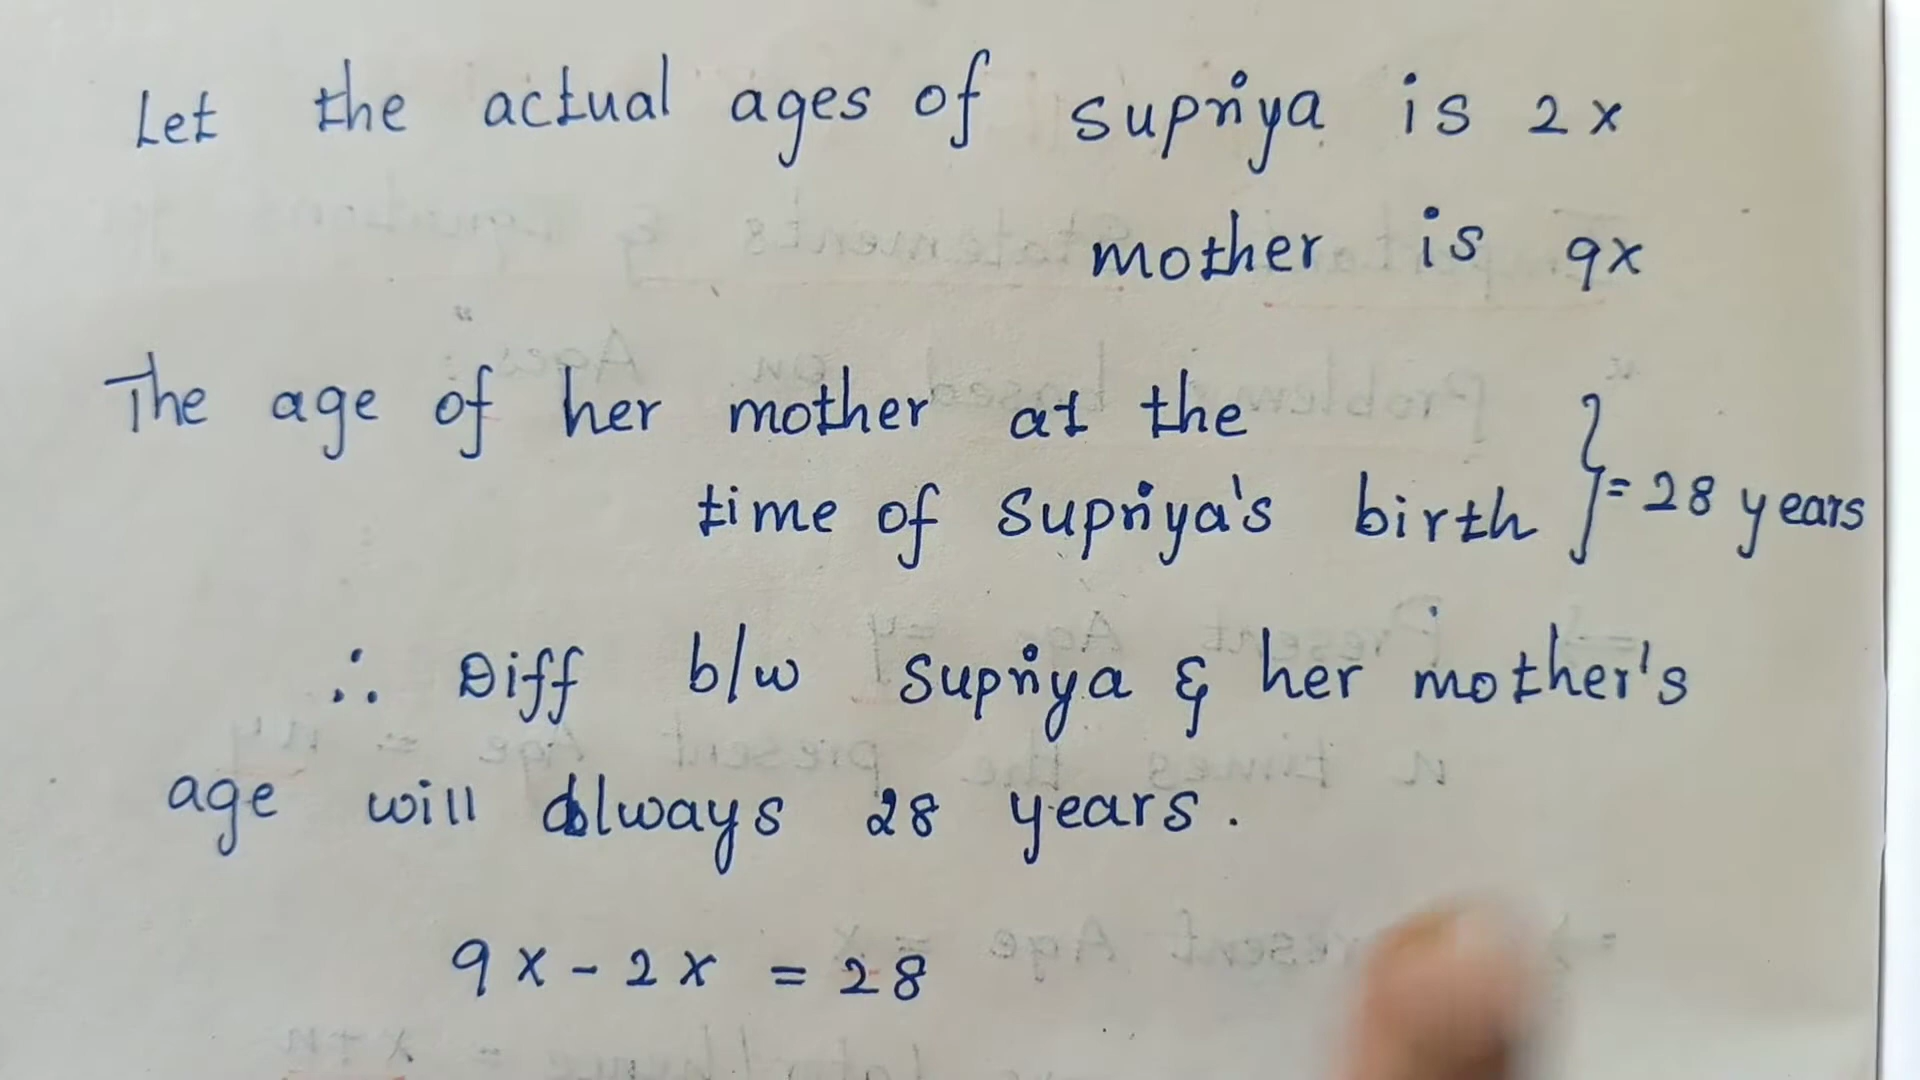 Let the actual ages of supriya is 2x
mother is 9x
The age of her mother at the
time of supriya's birth } = 28 years
∴ Diff b/w supriya & her mother's
age will always 28 years.
9x - 2x = 28